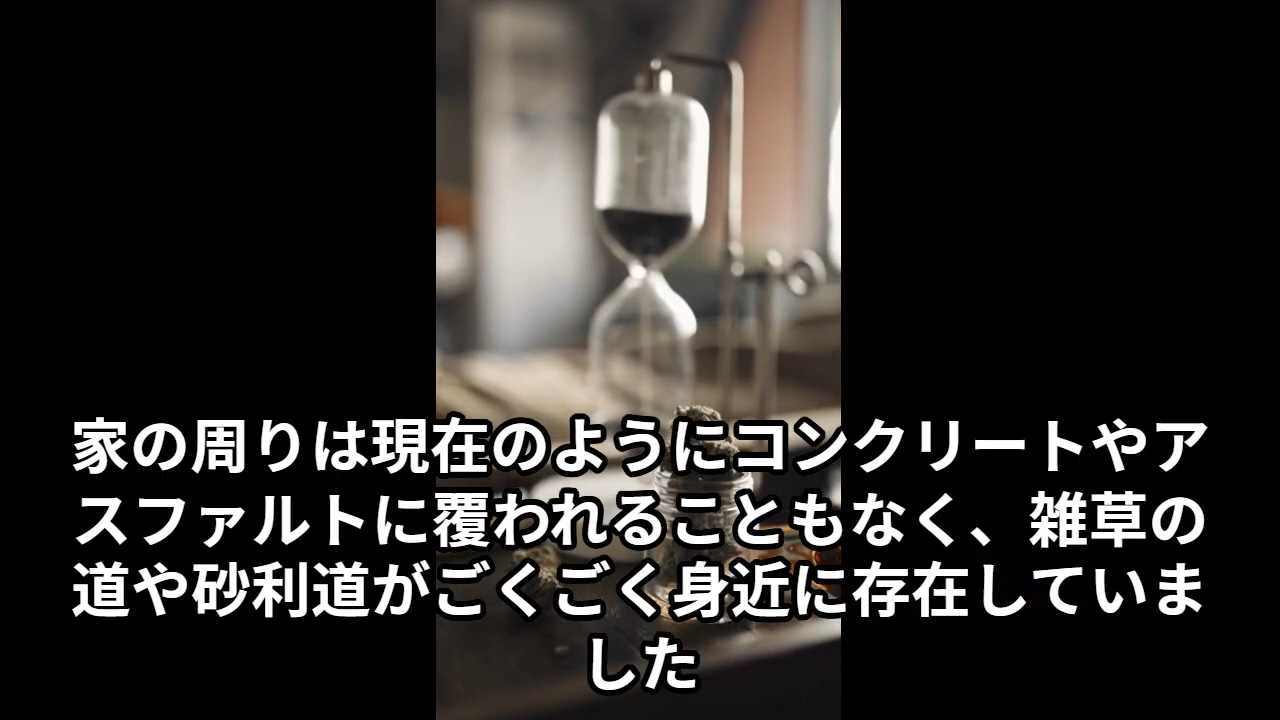 家の周りは現在のようにコンクリートやア
スファルトに覆われることもなく、雑草の
道や砂利道がごくごく身近に存在していま
した